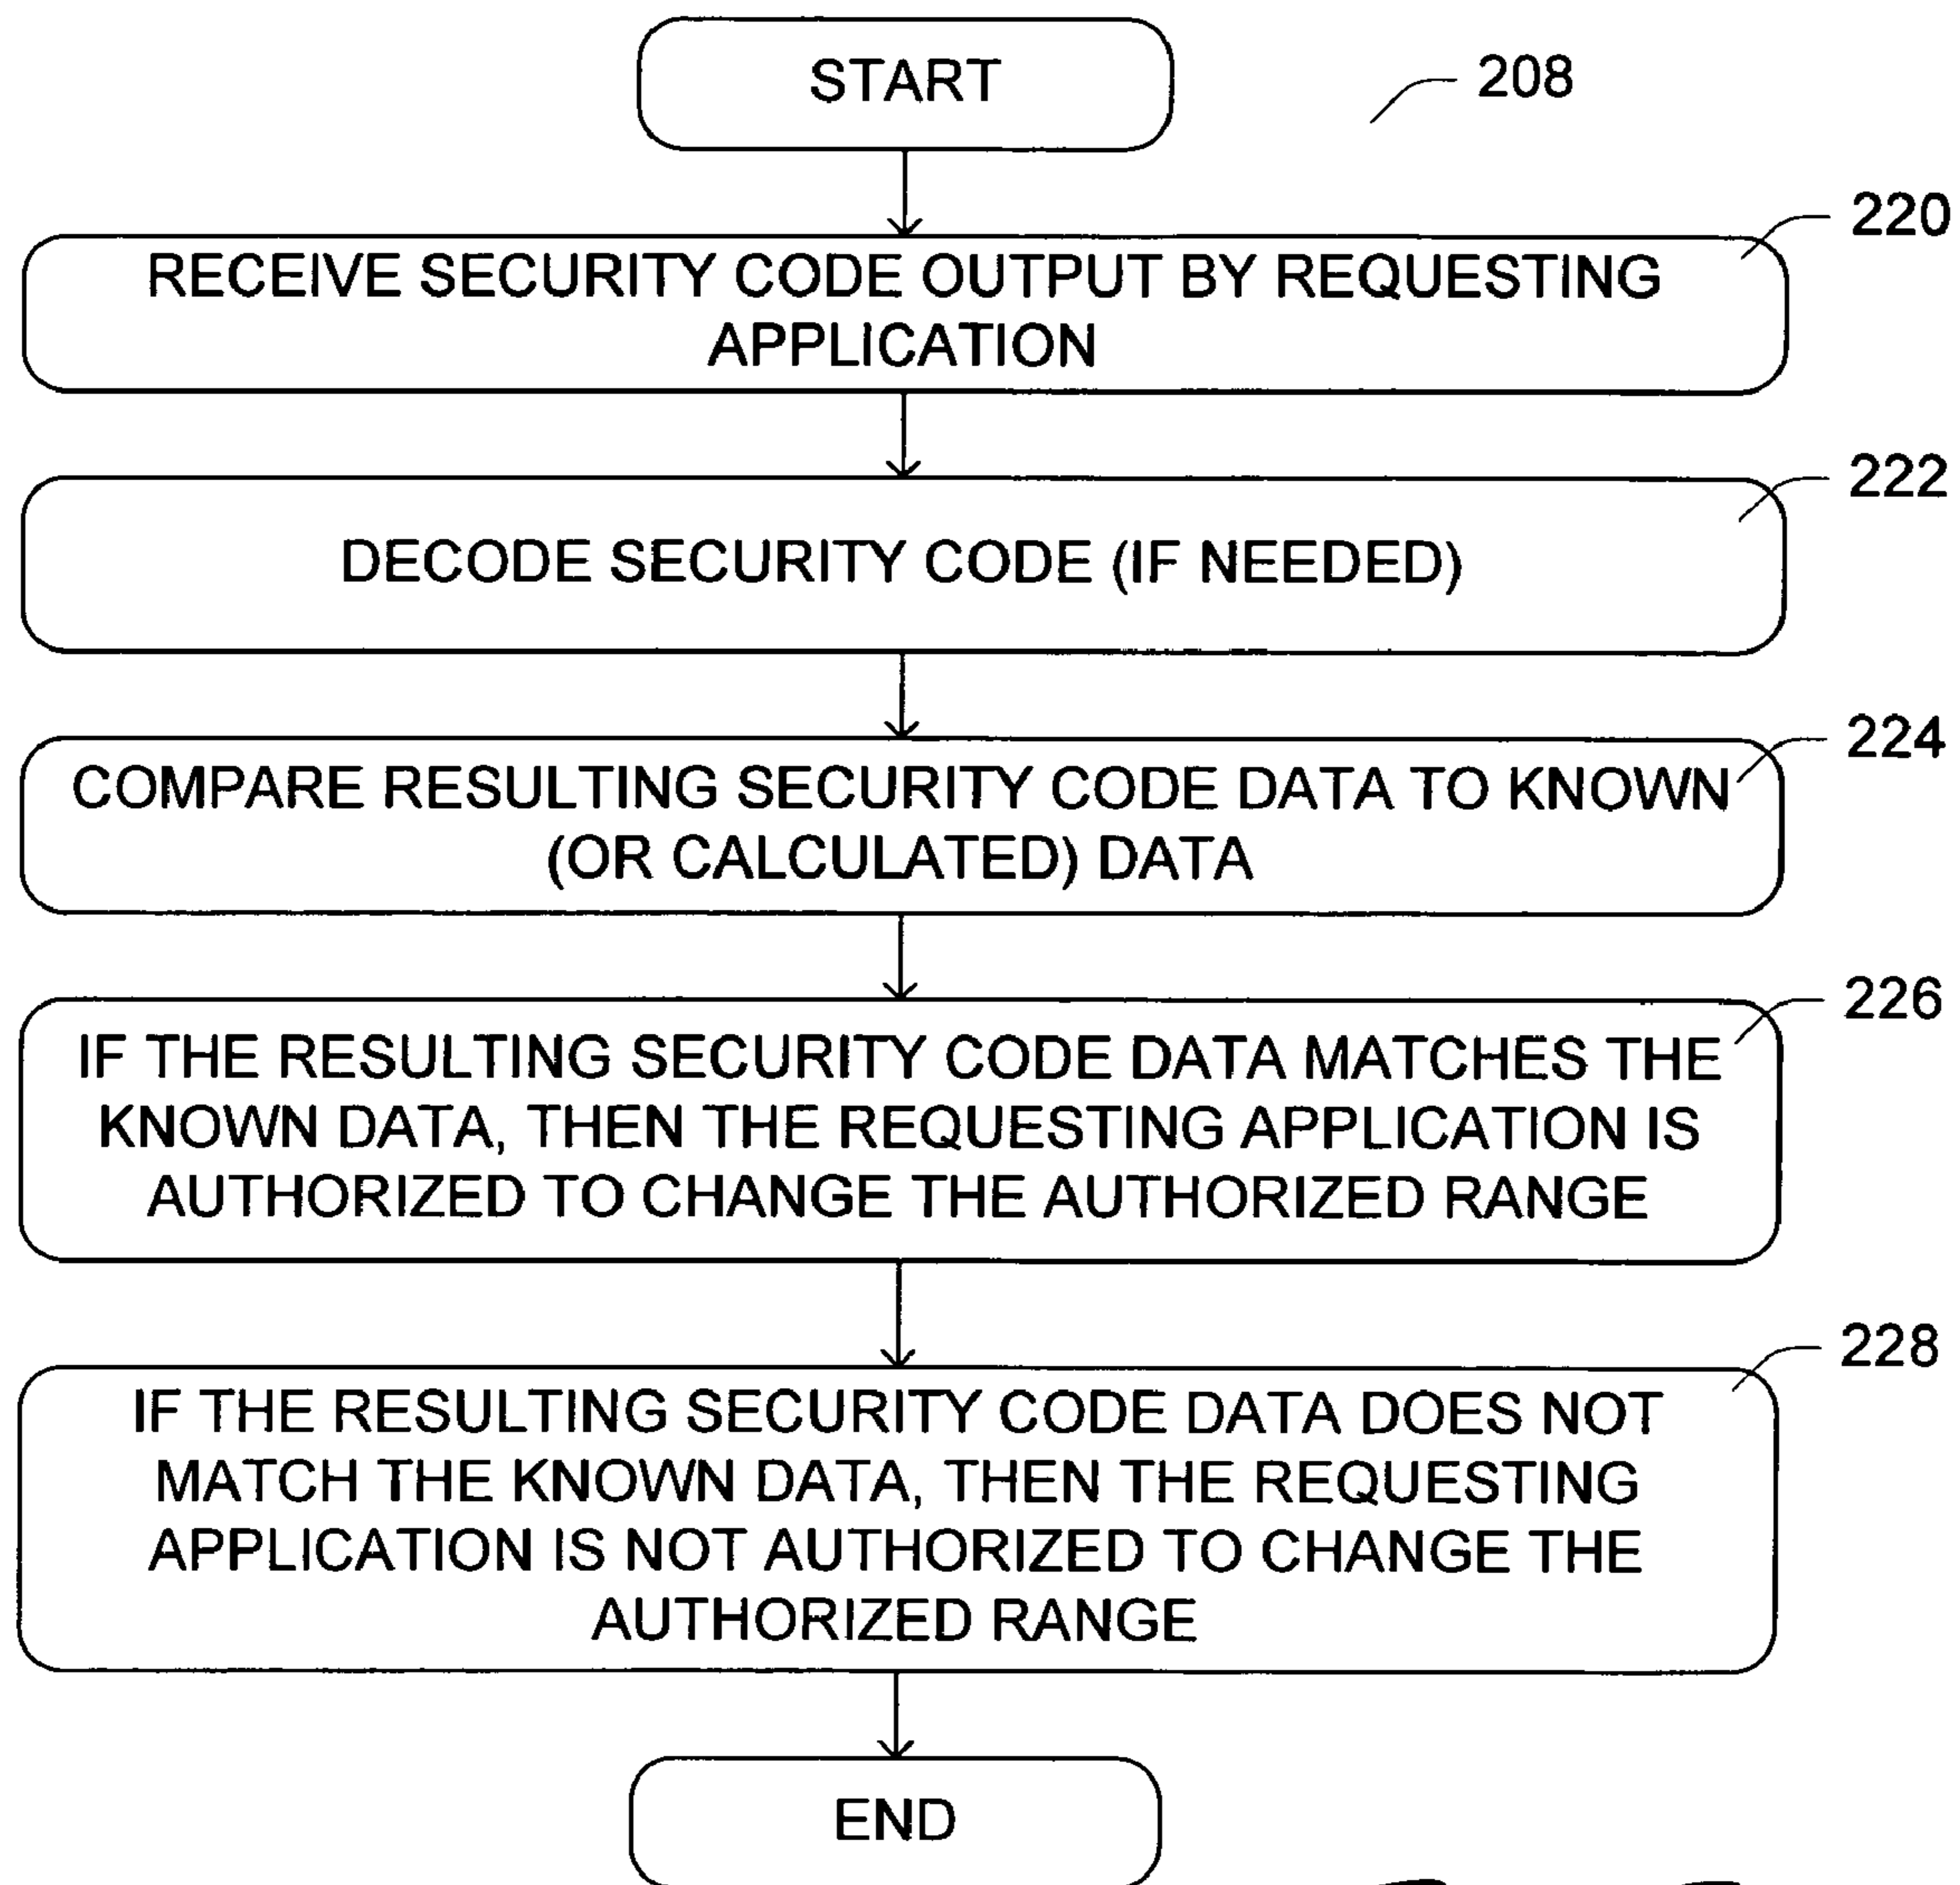 START
208
220
RECEIVE SECURITY CODE OUTPUT BY REQUESTING
APPLICATION
222
DECODE SECURITY CODE (IF NEEDED)
224
COMPARE RESULTING SECURITY CODE DATA TO KNOWN
(OR CALCULATED) DATA
226
IF THE RESULTING SECURITY CODE DATA MATCHES THE
KNOWN DATA, THEN THE REQUESTING APPLICATION IS
AUTHORIZED TO CHANGE THE AUTHORIZED RANGE
228
IF THE RESULTING SECURITY CODE DATA DOES NOT
MATCH THE KNOWN DATA, THEN THE REQUESTING
APPLICATION IS NOT AUTHORIZED TO CHANGE THE
AUTHORIZED RANGE
END